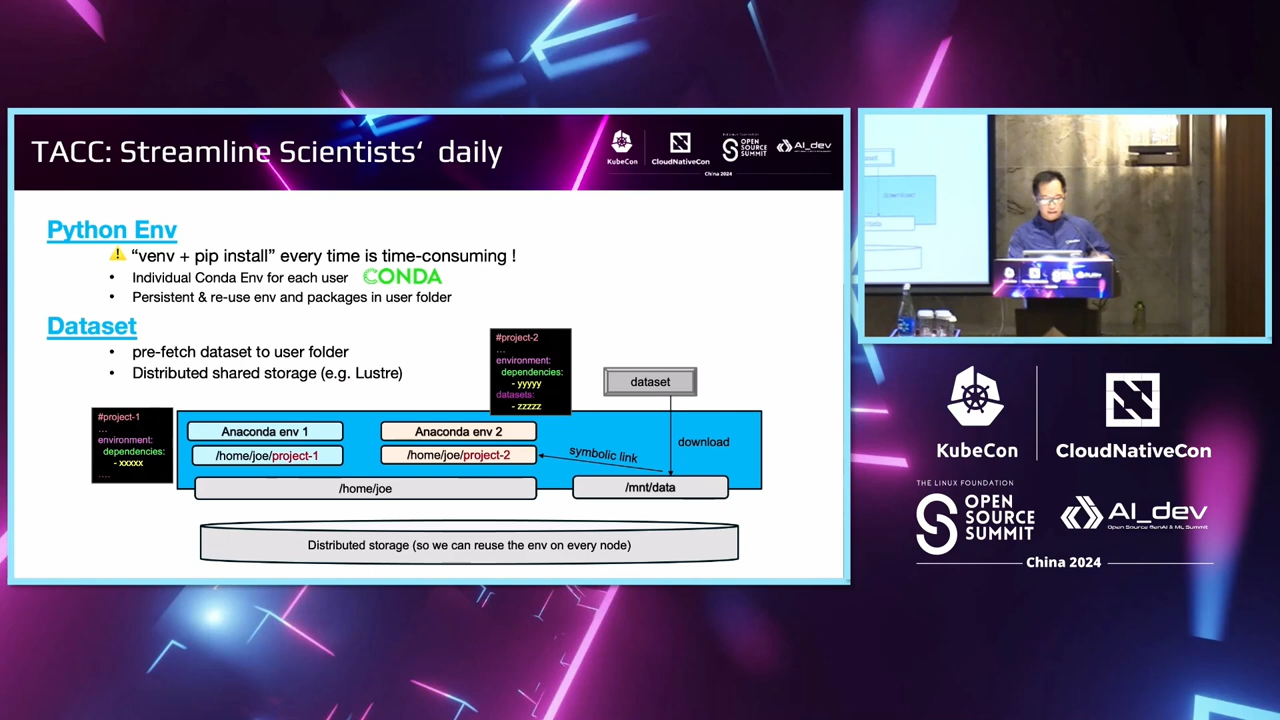 TACC: Streamline Scientists‘ daily
KubeCon
CloudNativeCon
THE LINUX FOUNDATION
OPEN
SOURCE
SUMMIT
AI_dev
China 2024
Python Env
“venv + pip install” every time is time-consuming !
• Individual Conda Env for each user CONDA
• Persistent & re-use env and packages in user folder
Dataset
• pre-fetch dataset to user folder
• Distributed shared storage (e.g. Lustre)
#project-2
...
environment:
dependencies:
- yyyyy
datasets:
- zzzzz
dataset
#project-1
...
environment:
dependencies:
- xxxxx
....
Anaconda env 1
/home/joe/project-1
Anaconda env 2
/home/joe/project-2
symbolic link
download
/home/joe
/mnt/data
Distributed storage (so we can reuse the env on every node)
KubeCon
CloudNativeCon
THE LINUX FOUNDATION
OPEN
SOURCE
SUMMIT
AI_dev
Open Source GenAI & ML Summit
China 2024